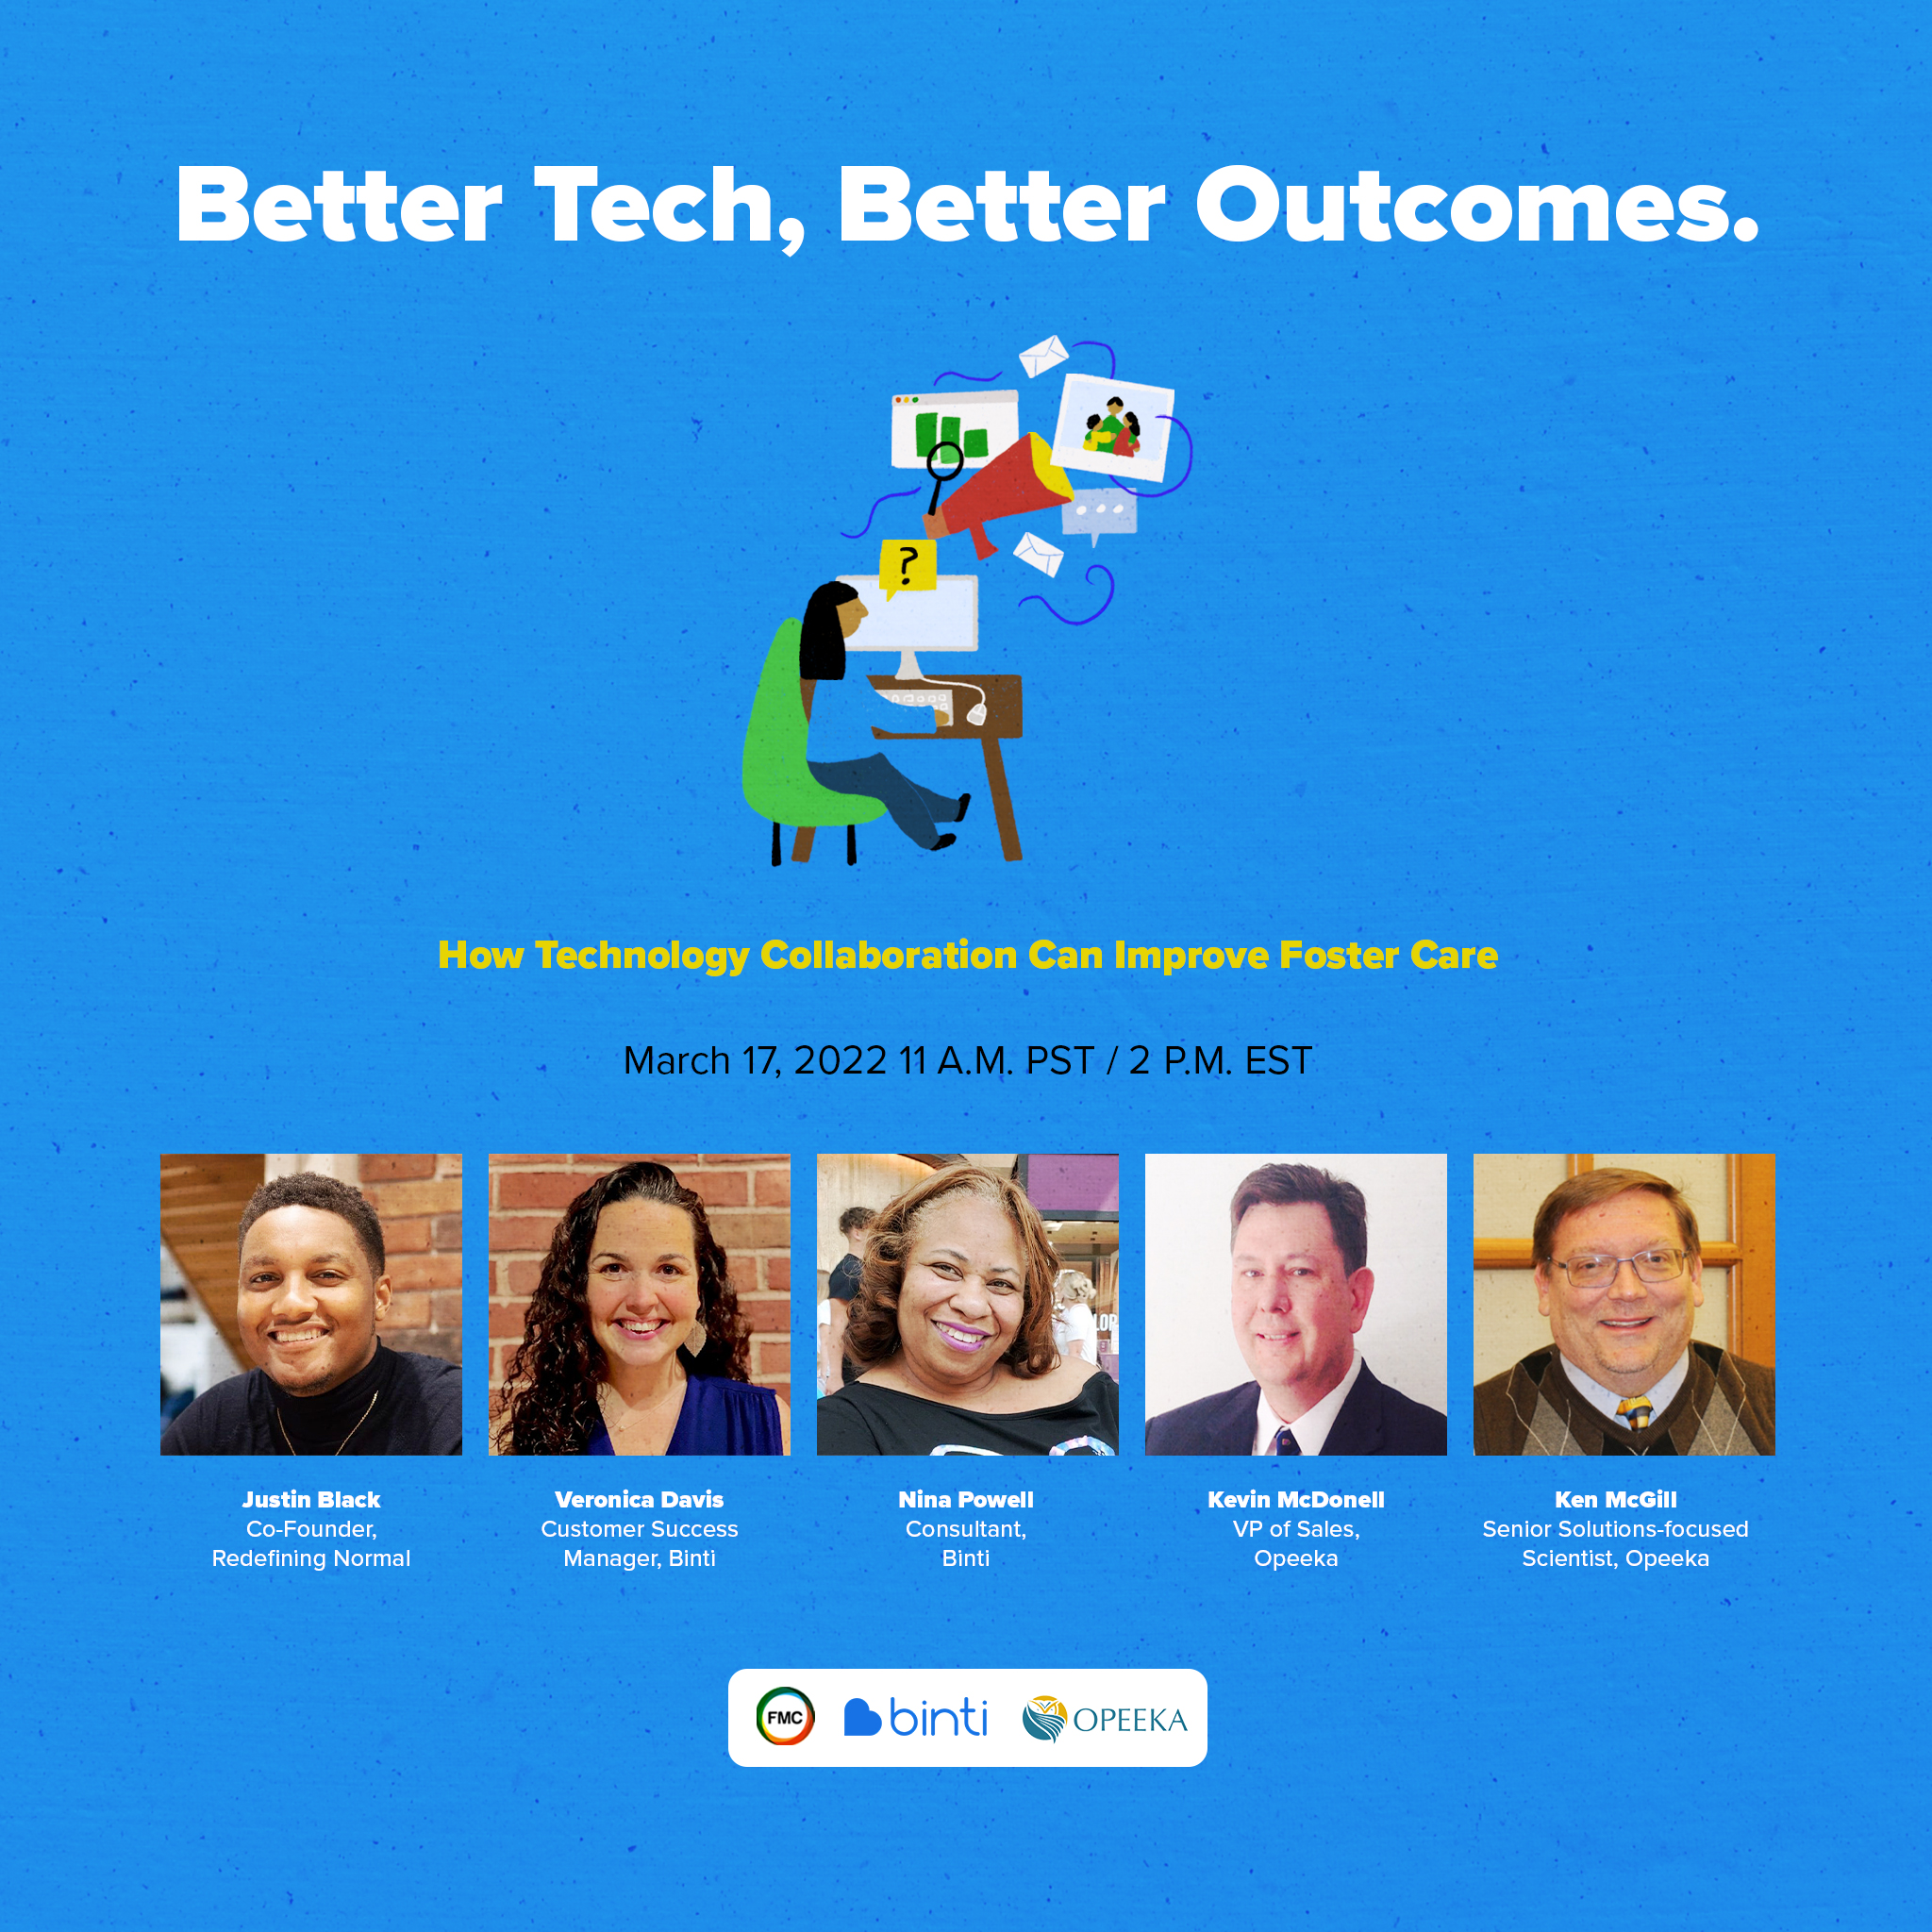 Better Tech, Better Outcomes.
?
How Technology Collaboration Can Improve Foster Care
March 17, 2022 11 A.M. PST / 2 P.M. EST
LOR
Justin Black
Co-Founder,
Redefining Normal
Veronica Davis
Customer Success
Manager, Binti
Nina Powell
Consultant,
Binti
Kevin McDonell
VP of Sales,
Opeeka
Ken McGill
Senior Solutions-focused
Scientist, Opeeka
FMC
binti
OPEEKA